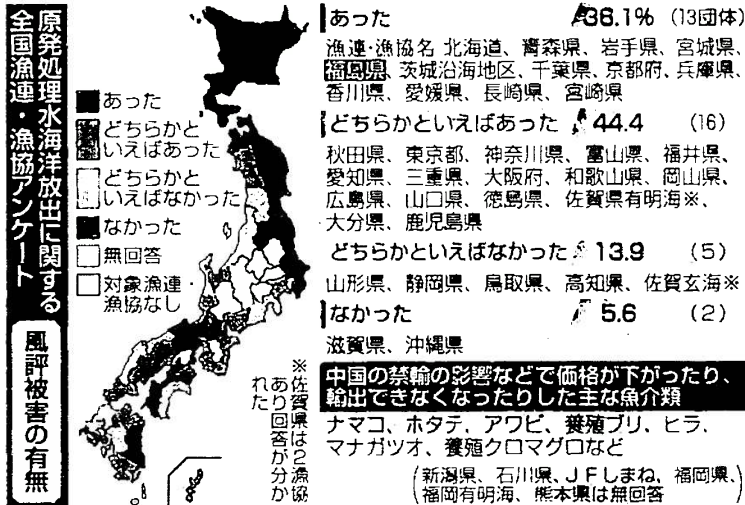 原発処理水海洋放出に関する
全国漁連・漁協アンケート
風評被害の有無
あった
どちらかと
いえばあった
どちらかと
いえばなかった
なかった
無回答
対象漁連・
漁協なし
※佐賀県は2漁協
あり回答が分か
れた
あった 36.1% (13団体)
漁連・漁協名 北海道、青森県、岩手県、宮城県、
福島県、茨城沿海地区、千葉県、京都府、兵庫県、
香川県、愛媛県、長崎県、宮崎県
どちらかといえばあった 44.4 (16)
秋田県、東京都、神奈川県、富山県、福井県、
愛知県、三重県、大阪府、和歌山県、岡山県、
広島県、山口県、徳島県、佐賀県有明海※、
大分県、鹿児島県
どちらかといえばなかった 13.9 (5)
山形県、静岡県、鳥取県、高知県、佐賀玄海※
なかった 5.6 (2)
滋賀県、沖縄県
中国の禁輸の影響などで価格が下がったり、
輸出できなくなったりした主な魚介類
ナマコ、ホタテ、アワビ、養殖ブリ、ヒラ、
マナガツオ、養殖クロマグロなど
(新潟県、石川県、JFしまね、福岡県、
福岡有明海、熊本県は無回答)